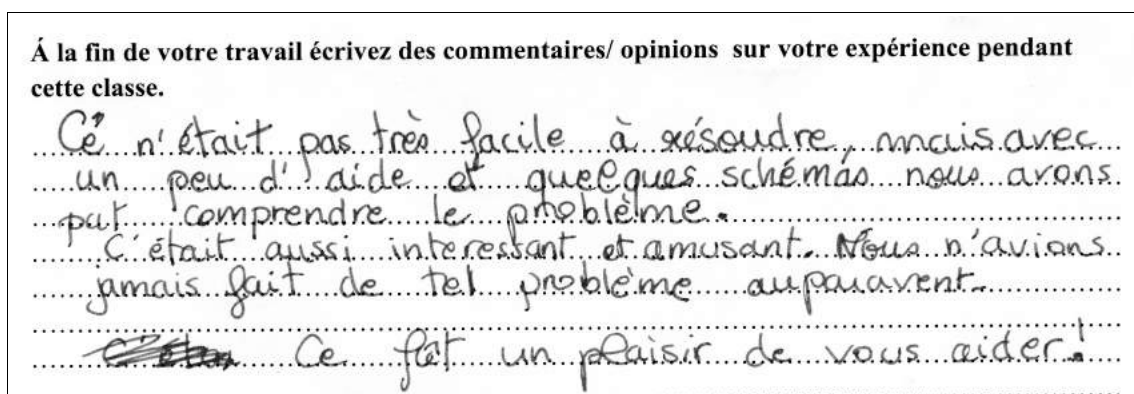 Á la fin de votre travail écrivez des commentaires/ opinions sur votre expérience pendant
cette classe.
Ce n'était pas très facile à résoudre, mais avec
un peu d'aide et quelques schémas nous avons
put comprendre le problème.
C'était aussi interessant et amusant. Nous n'avions
jamais fait de tel problème auparavent.
Ce fût un plaisir de vous aider!